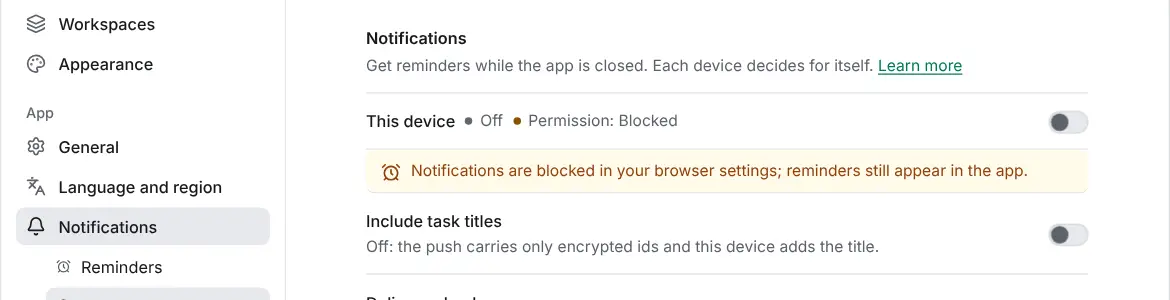 Workspaces
Appearance
App
General
Language and region
Notifications
Reminders
Notifications
Get reminders while the app is closed. Each device decides for itself. Learn more
This device • Off • Permission: Blocked
Notifications are blocked in your browser settings; reminders still appear in the app.
Include task titles
Off: the push carries only encrypted ids and this device adds the title.